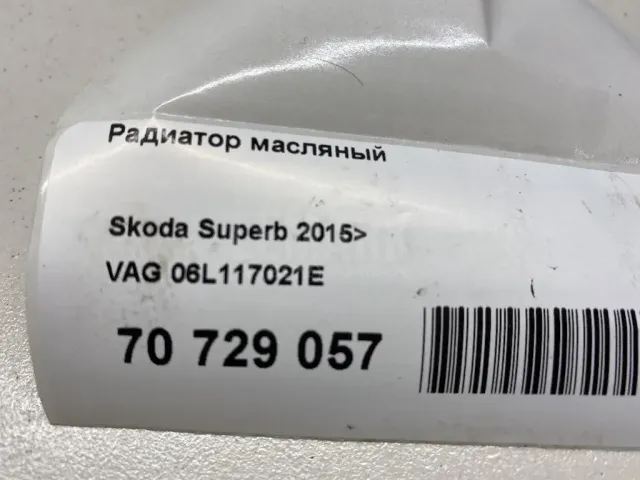 Радиатор масляный
Skoda Superb 2015>
VAG 06L117021E
70 729 057